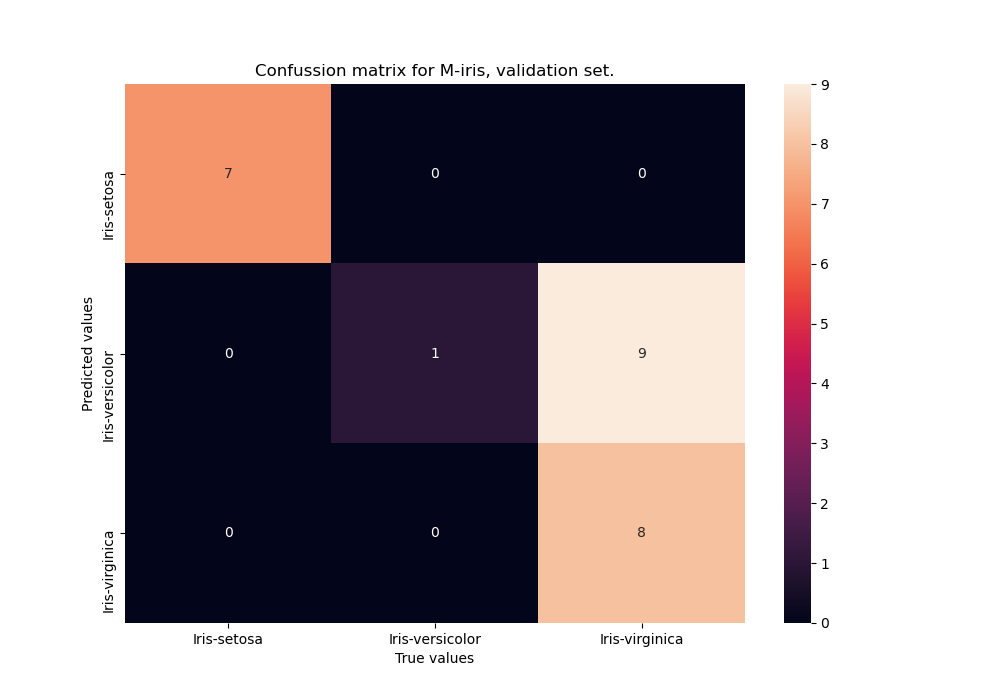 Confussion matrix for M-iris, validation set.
Predicted values
Iris-setosa
7 0 0
Iris-versicolor
0 1 9
Iris-virginica
0 0 8
Iris-setosa Iris-versicolor Iris-virginica
True values
9
8
7
6
5
4
3
2
1
0